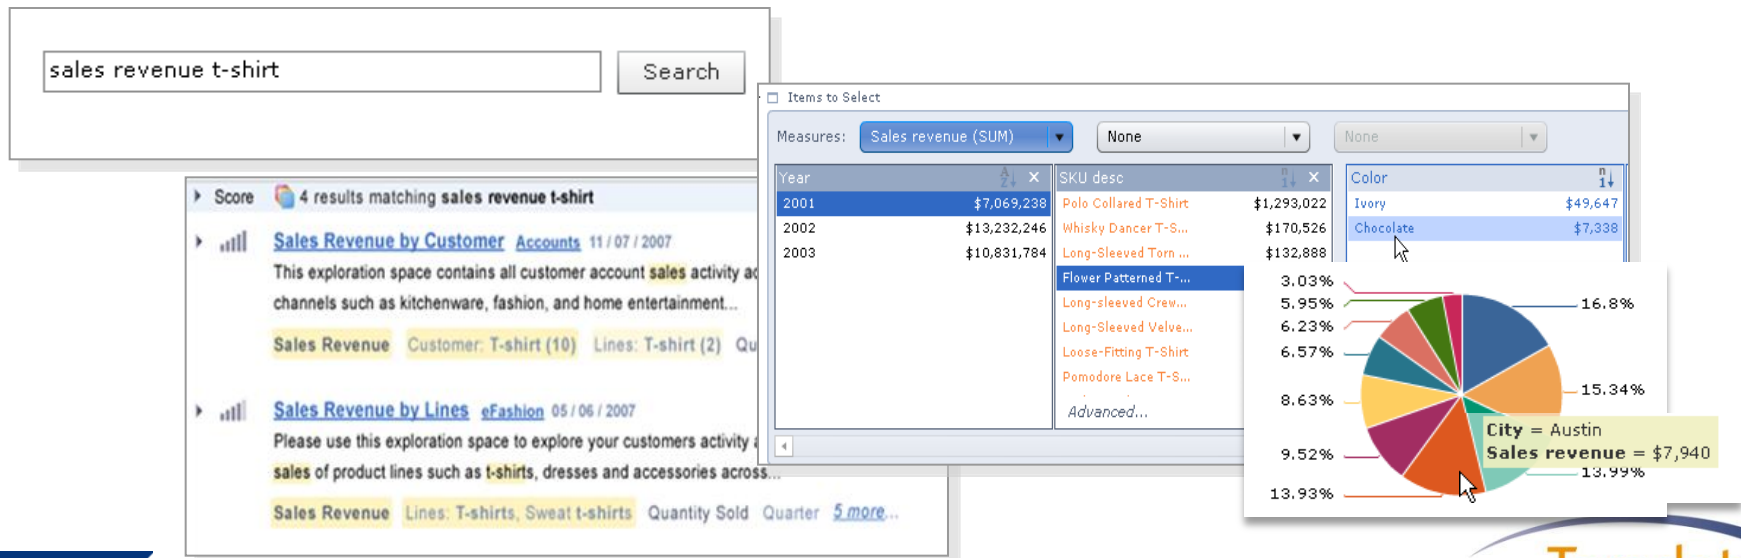 sales revenue t-shirt
Search
Score 4 results matching sales revenue t-shirt
Sales Revenue by Customer Accounts 11 / 07 / 2007
This exploration space contains all customer account sales activity
channels such as kitchenware, fashion, and home entertainment...
Sales Revenue Customer: T-shirt (10) Lines: T-shirt (2)
Sales Revenue by Lines eFashion 05 / 06 / 2007
Please use this exploration space to explore your customers activity
sales of product lines such as t-shirts, dresses and accessories across...
Sales Revenue Lines: T-shirts, Sweat t-shirts Quantity Sold Quarter 5 more...
Items to Select
Measures: Sales revenue (SUM) None None
Year SKU desc Color
2001 $7,069,238 Polo Collared T-Shirt $1,293,022 Ivory $49,647
2002 $13,232,246 Whisky Dancer T-S... $170,526 Chocolate $7,338
2003 $10,831,784 Long-Sleeved Torn ... $132,888
Flower Patterned T-...
Long-sleeved Crew...
Long-Sleeved Velve...
Loose-Fitting T-Shirt
Pomodore Lace T-S...
Advanced...
3.03%
5.95% 16.8%
6.23%
6.57%
8.63% 15.34%
City = Austin
Sales revenue = $7,940
9.52% 13.99%
13.93%